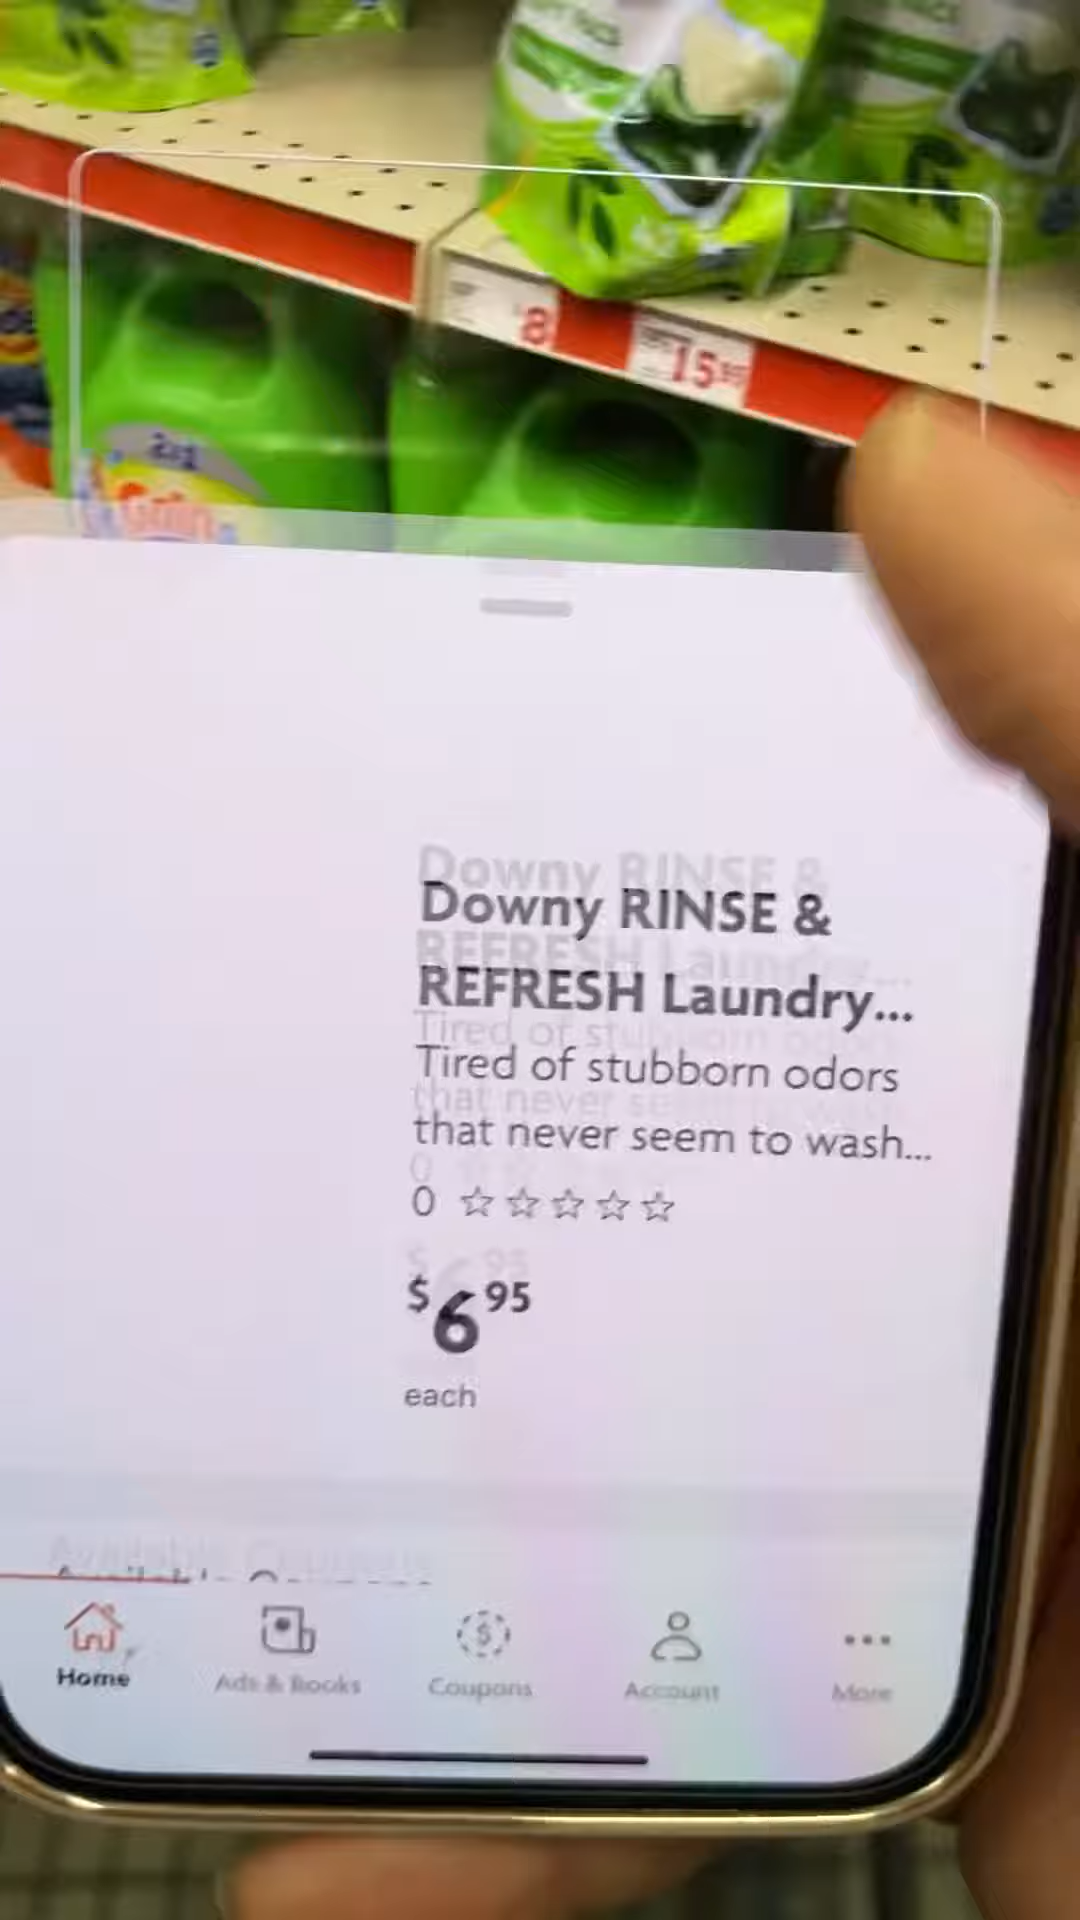 $8
15
2in1
Downy RINSE &
REFRESH Laundry...
Tired of stubborn odors
that never seem to wash...
0
$6 95
each
Home
Ads & Books
Coupons
Account
More